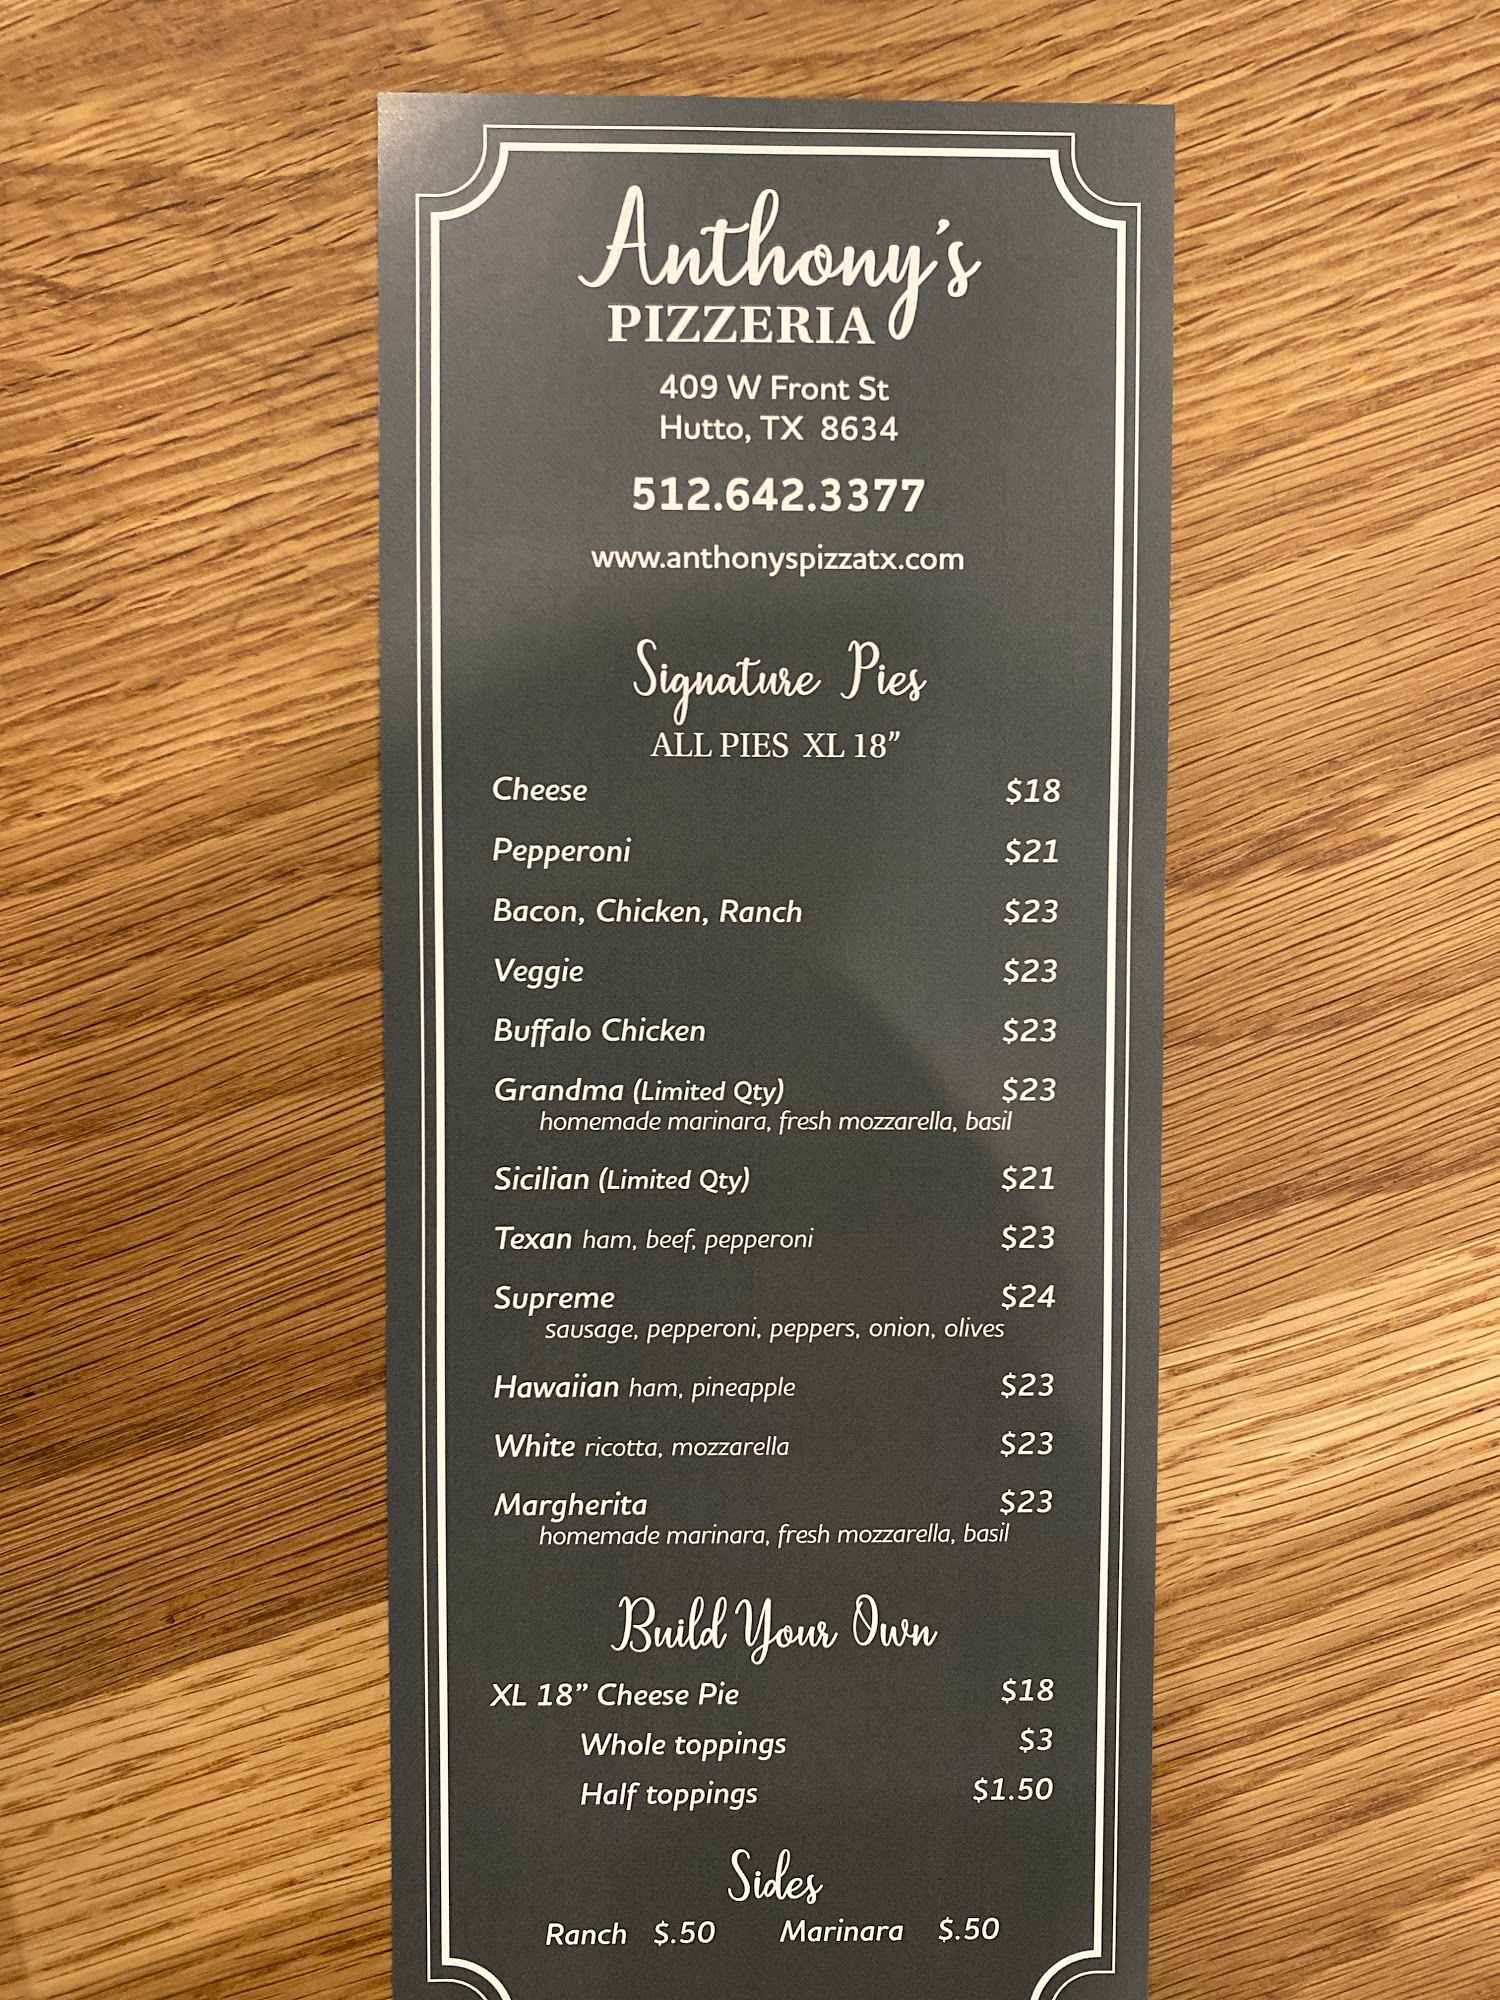 Anthony's
PIZZERIA
409 W Front St
Hutto, TX 8634
512.642.3377
www.anthonyspizzatx.com
Signature Pies
ALL PIES XL 18”
Cheese $18
Pepperoni $21
Bacon, Chicken, Ranch $23
Veggie $23
Buffalo Chicken $23
Grandma (Limited Qty) $23
homemade marinara, fresh mozzarella, basil
Sicilian (Limited Qty) $21
Texan ham, beef, pepperoni $23
Supreme $24
sausage, pepperoni, peppers, onion, olives
Hawaiian ham, pineapple $23
White ricotta, mozzarella $23
Margherita $23
homemade marinara, fresh mozzarella, basil
Build Your Own
XL 18” Cheese Pie $18
Whole toppings $3
Half toppings $1.50
Sides
Ranch $.50 Marinara $.50